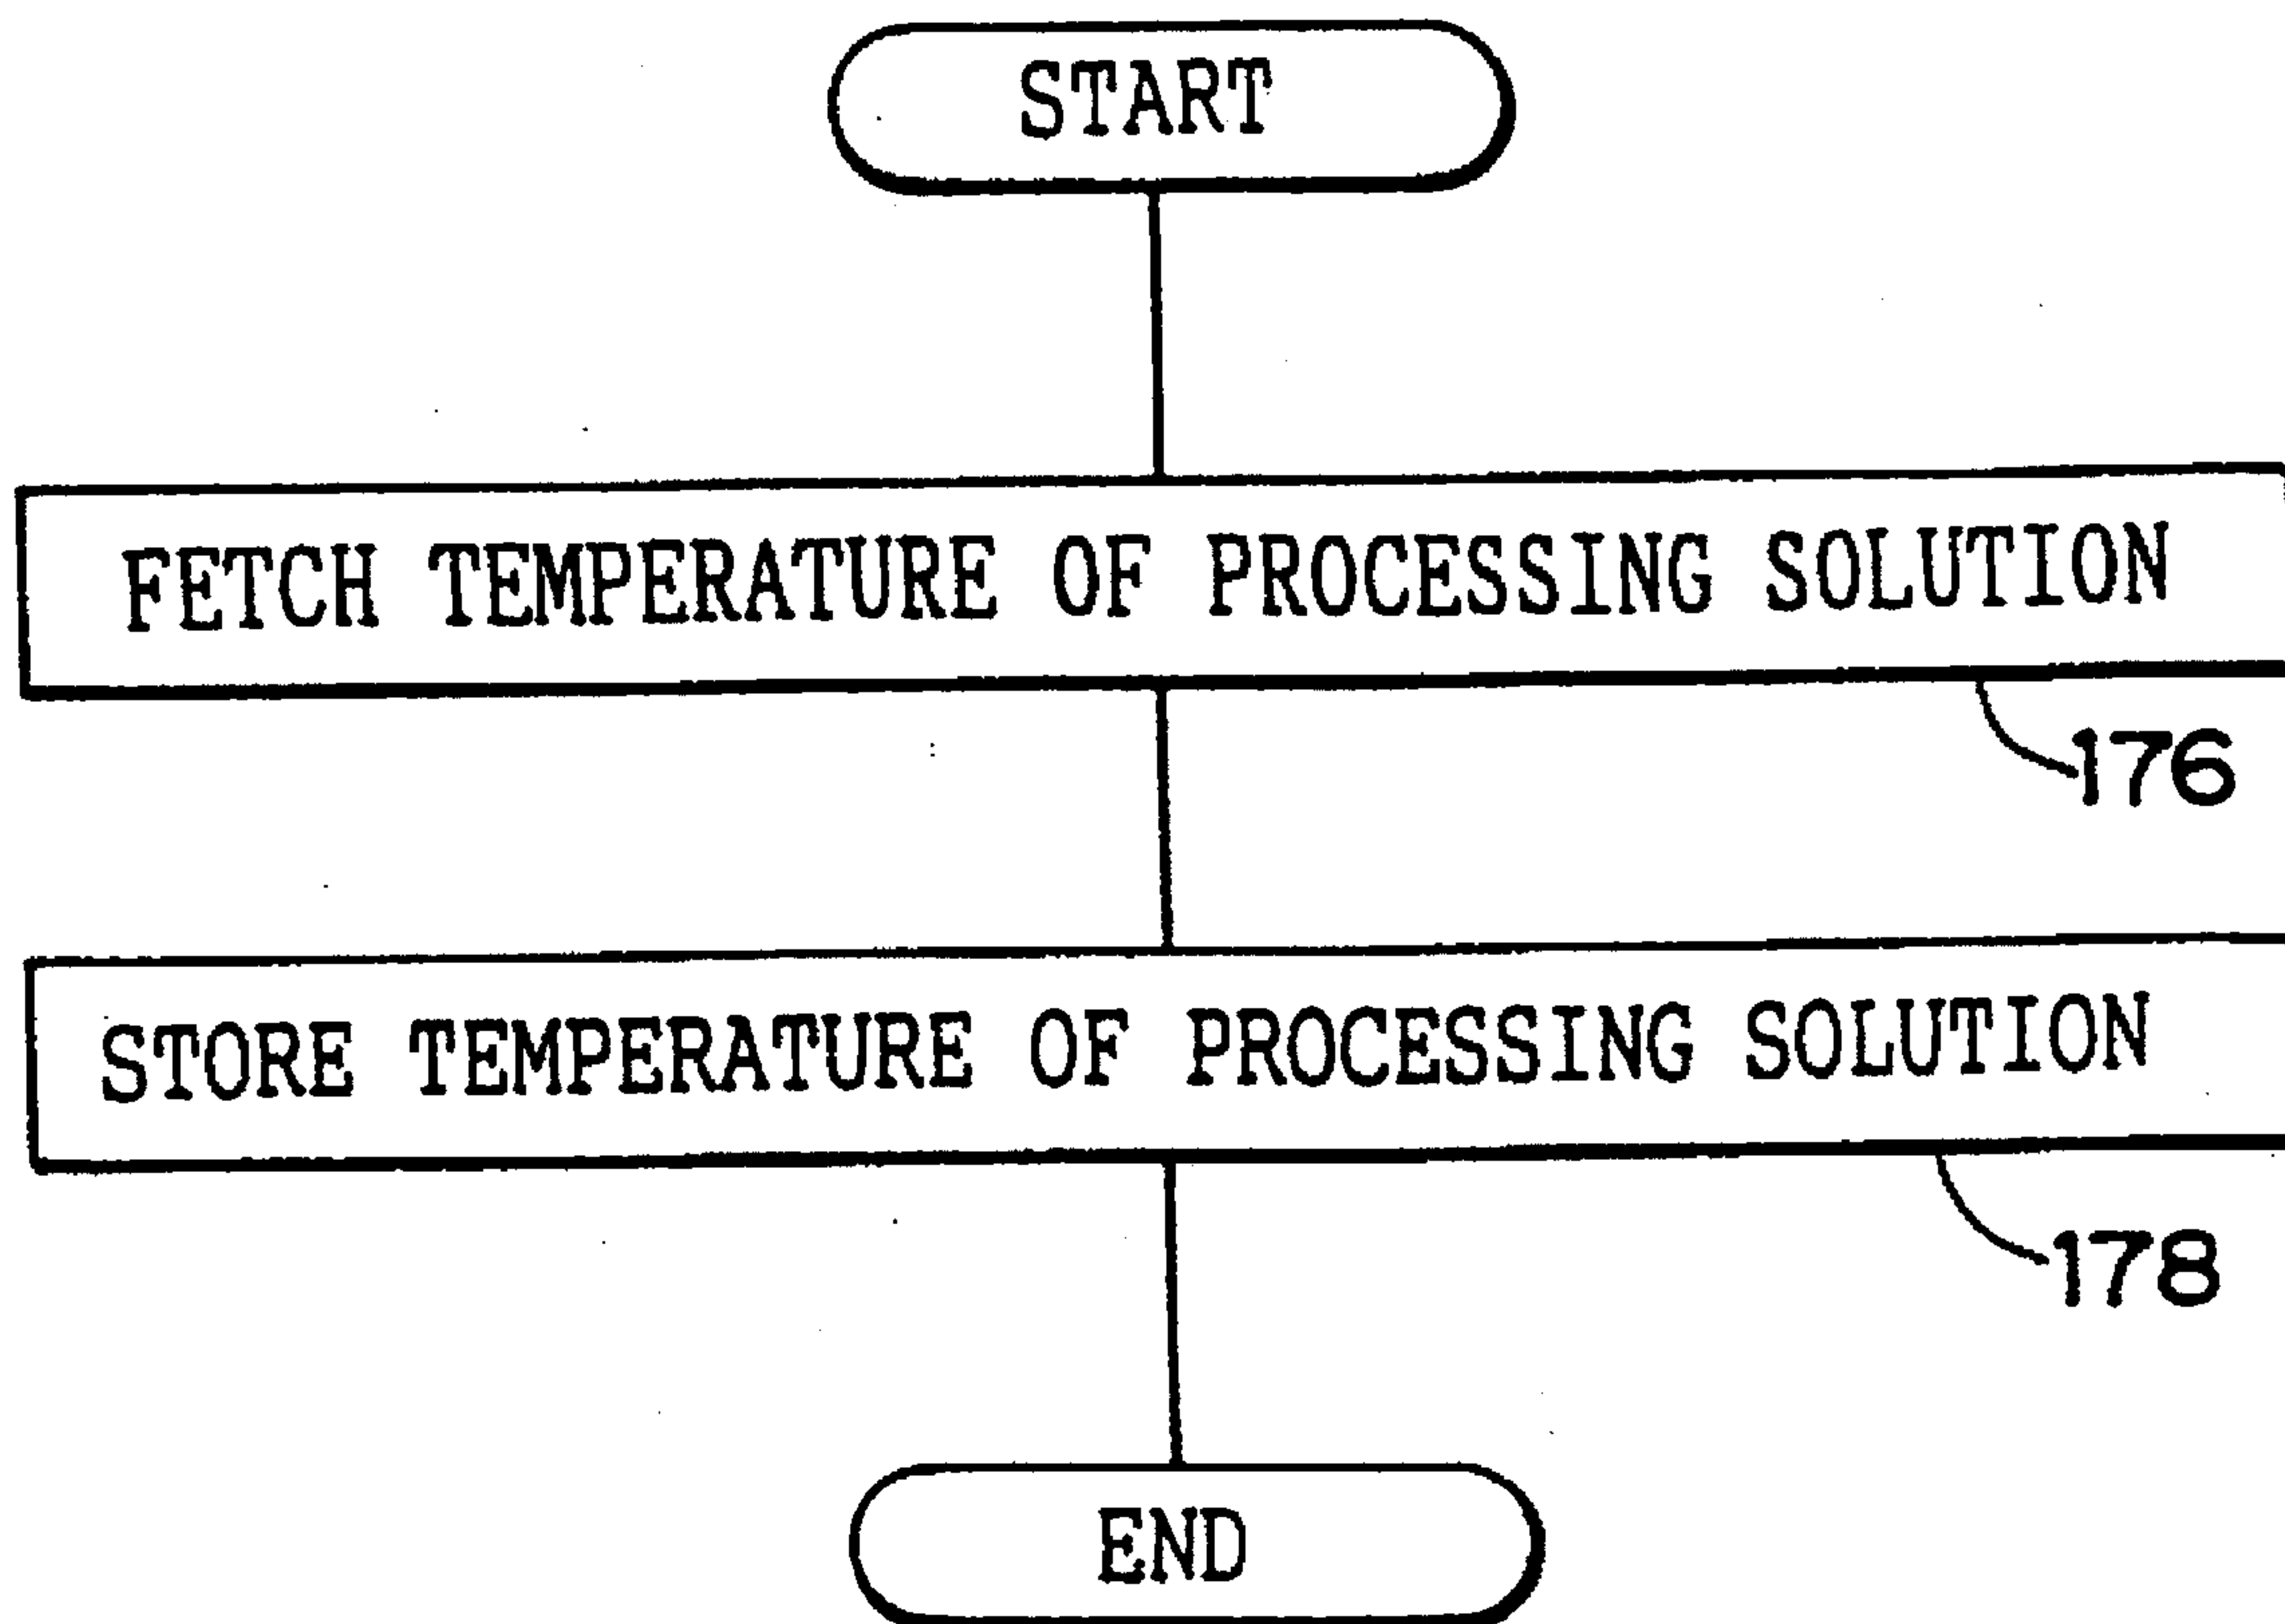 START
FETCH TEMPERATURE OF PROCESSING SOLUTION
176
STORE TEMPERATURE OF PROCESSING SOLUTION
178
END